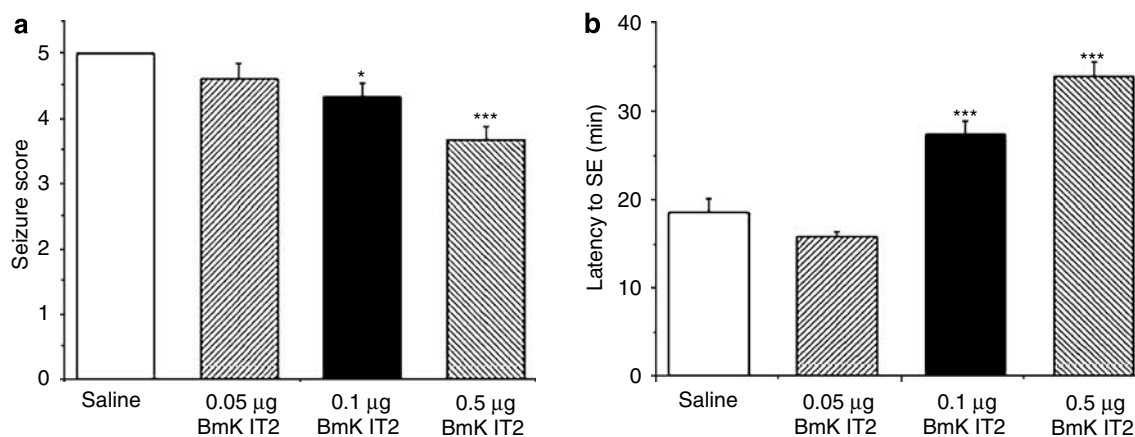 a
Seizure score
5
4
3
2
1
0
*
***
Saline
0.05 μg
BmK IT2
0.1 μg
BmK IT2
0.5 μg
BmK IT2
b
Latency to SE (min)
40
30
20
10
0
***
***
Saline
0.05 μg
BmK IT2
0.1 μg
BmK IT2
0.5 μg
BmK IT2